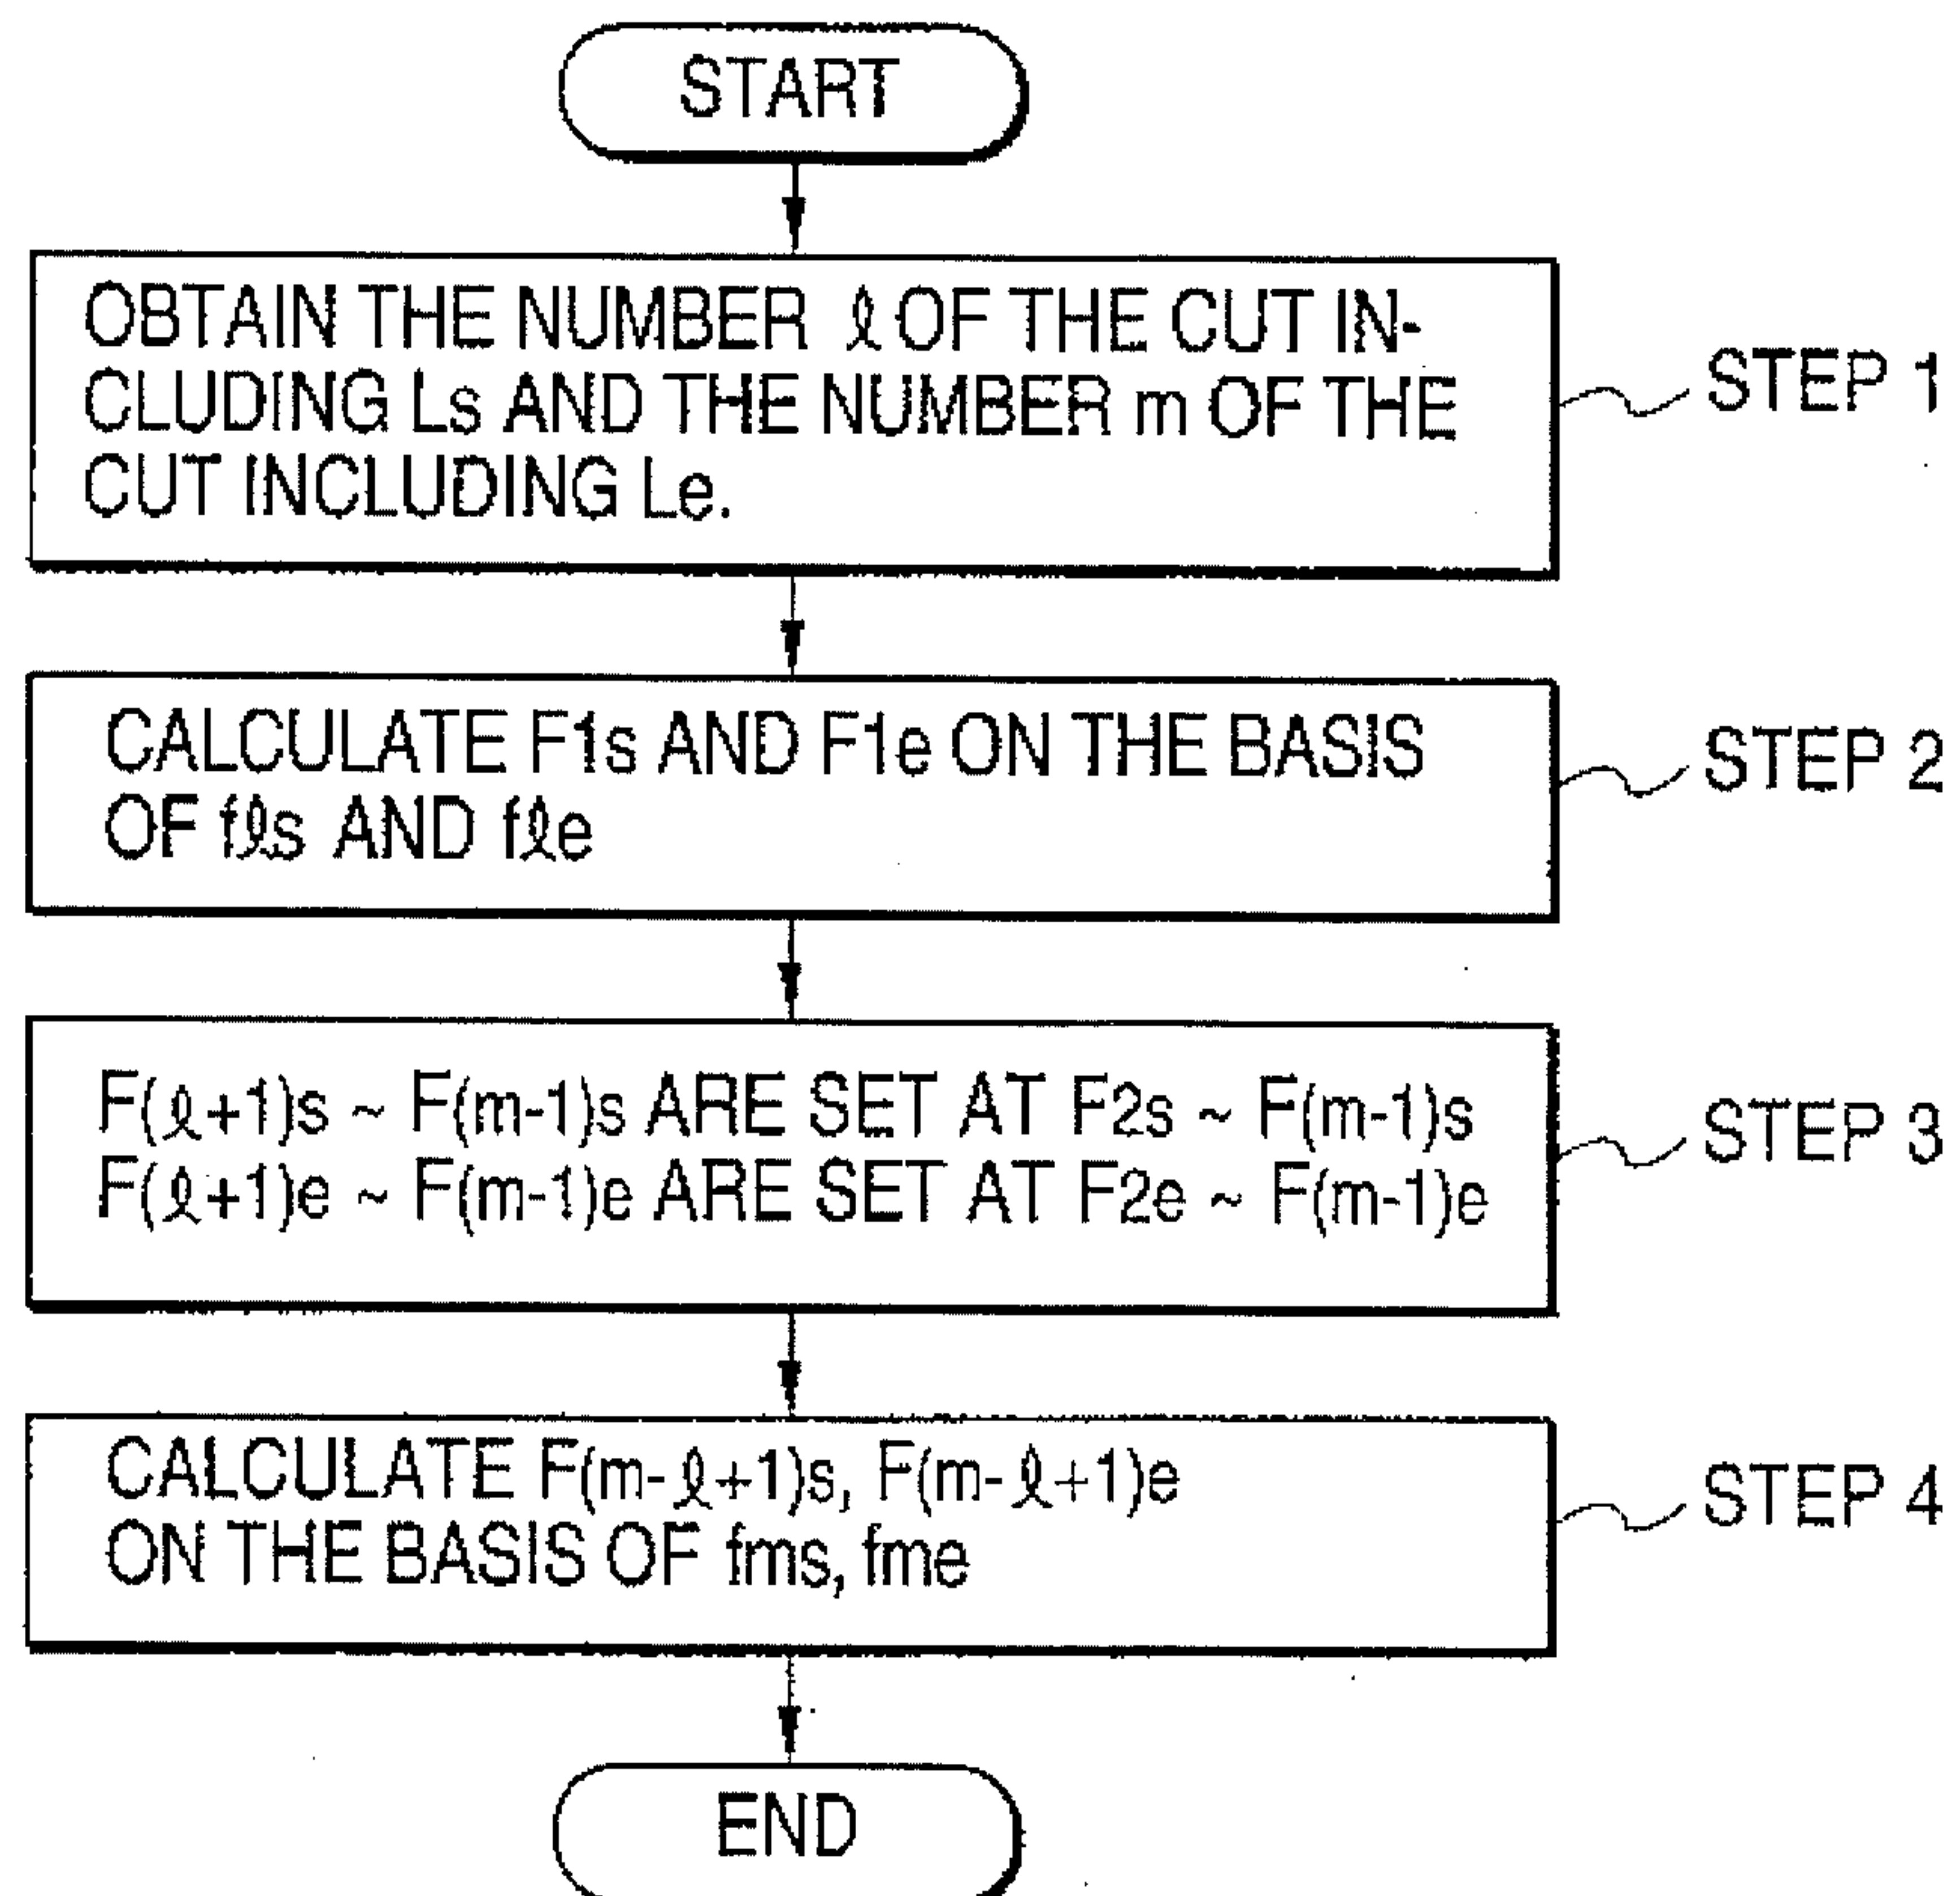 START
OBTAIN THE NUMBER ℓ OF THE CUT IN-
CLUDING Ls AND THE NUMBER m OF THE
CUT INCLUDING Le.
STEP 1
CALCULATE F1s AND F1e ON THE BASIS
OF fℓs AND fℓe
STEP 2
F(ℓ+1)s ~ F(m-1)s ARE SET AT F2s ~ F(m-1)s
F(ℓ+1)e ~ F(m-1)e ARE SET AT F2e ~ F(m-1)e
STEP 3
CALCULATE F(m-ℓ+1)s, F(m-ℓ+1)e
ON THE BASIS OF fms, fme
STEP 4
END